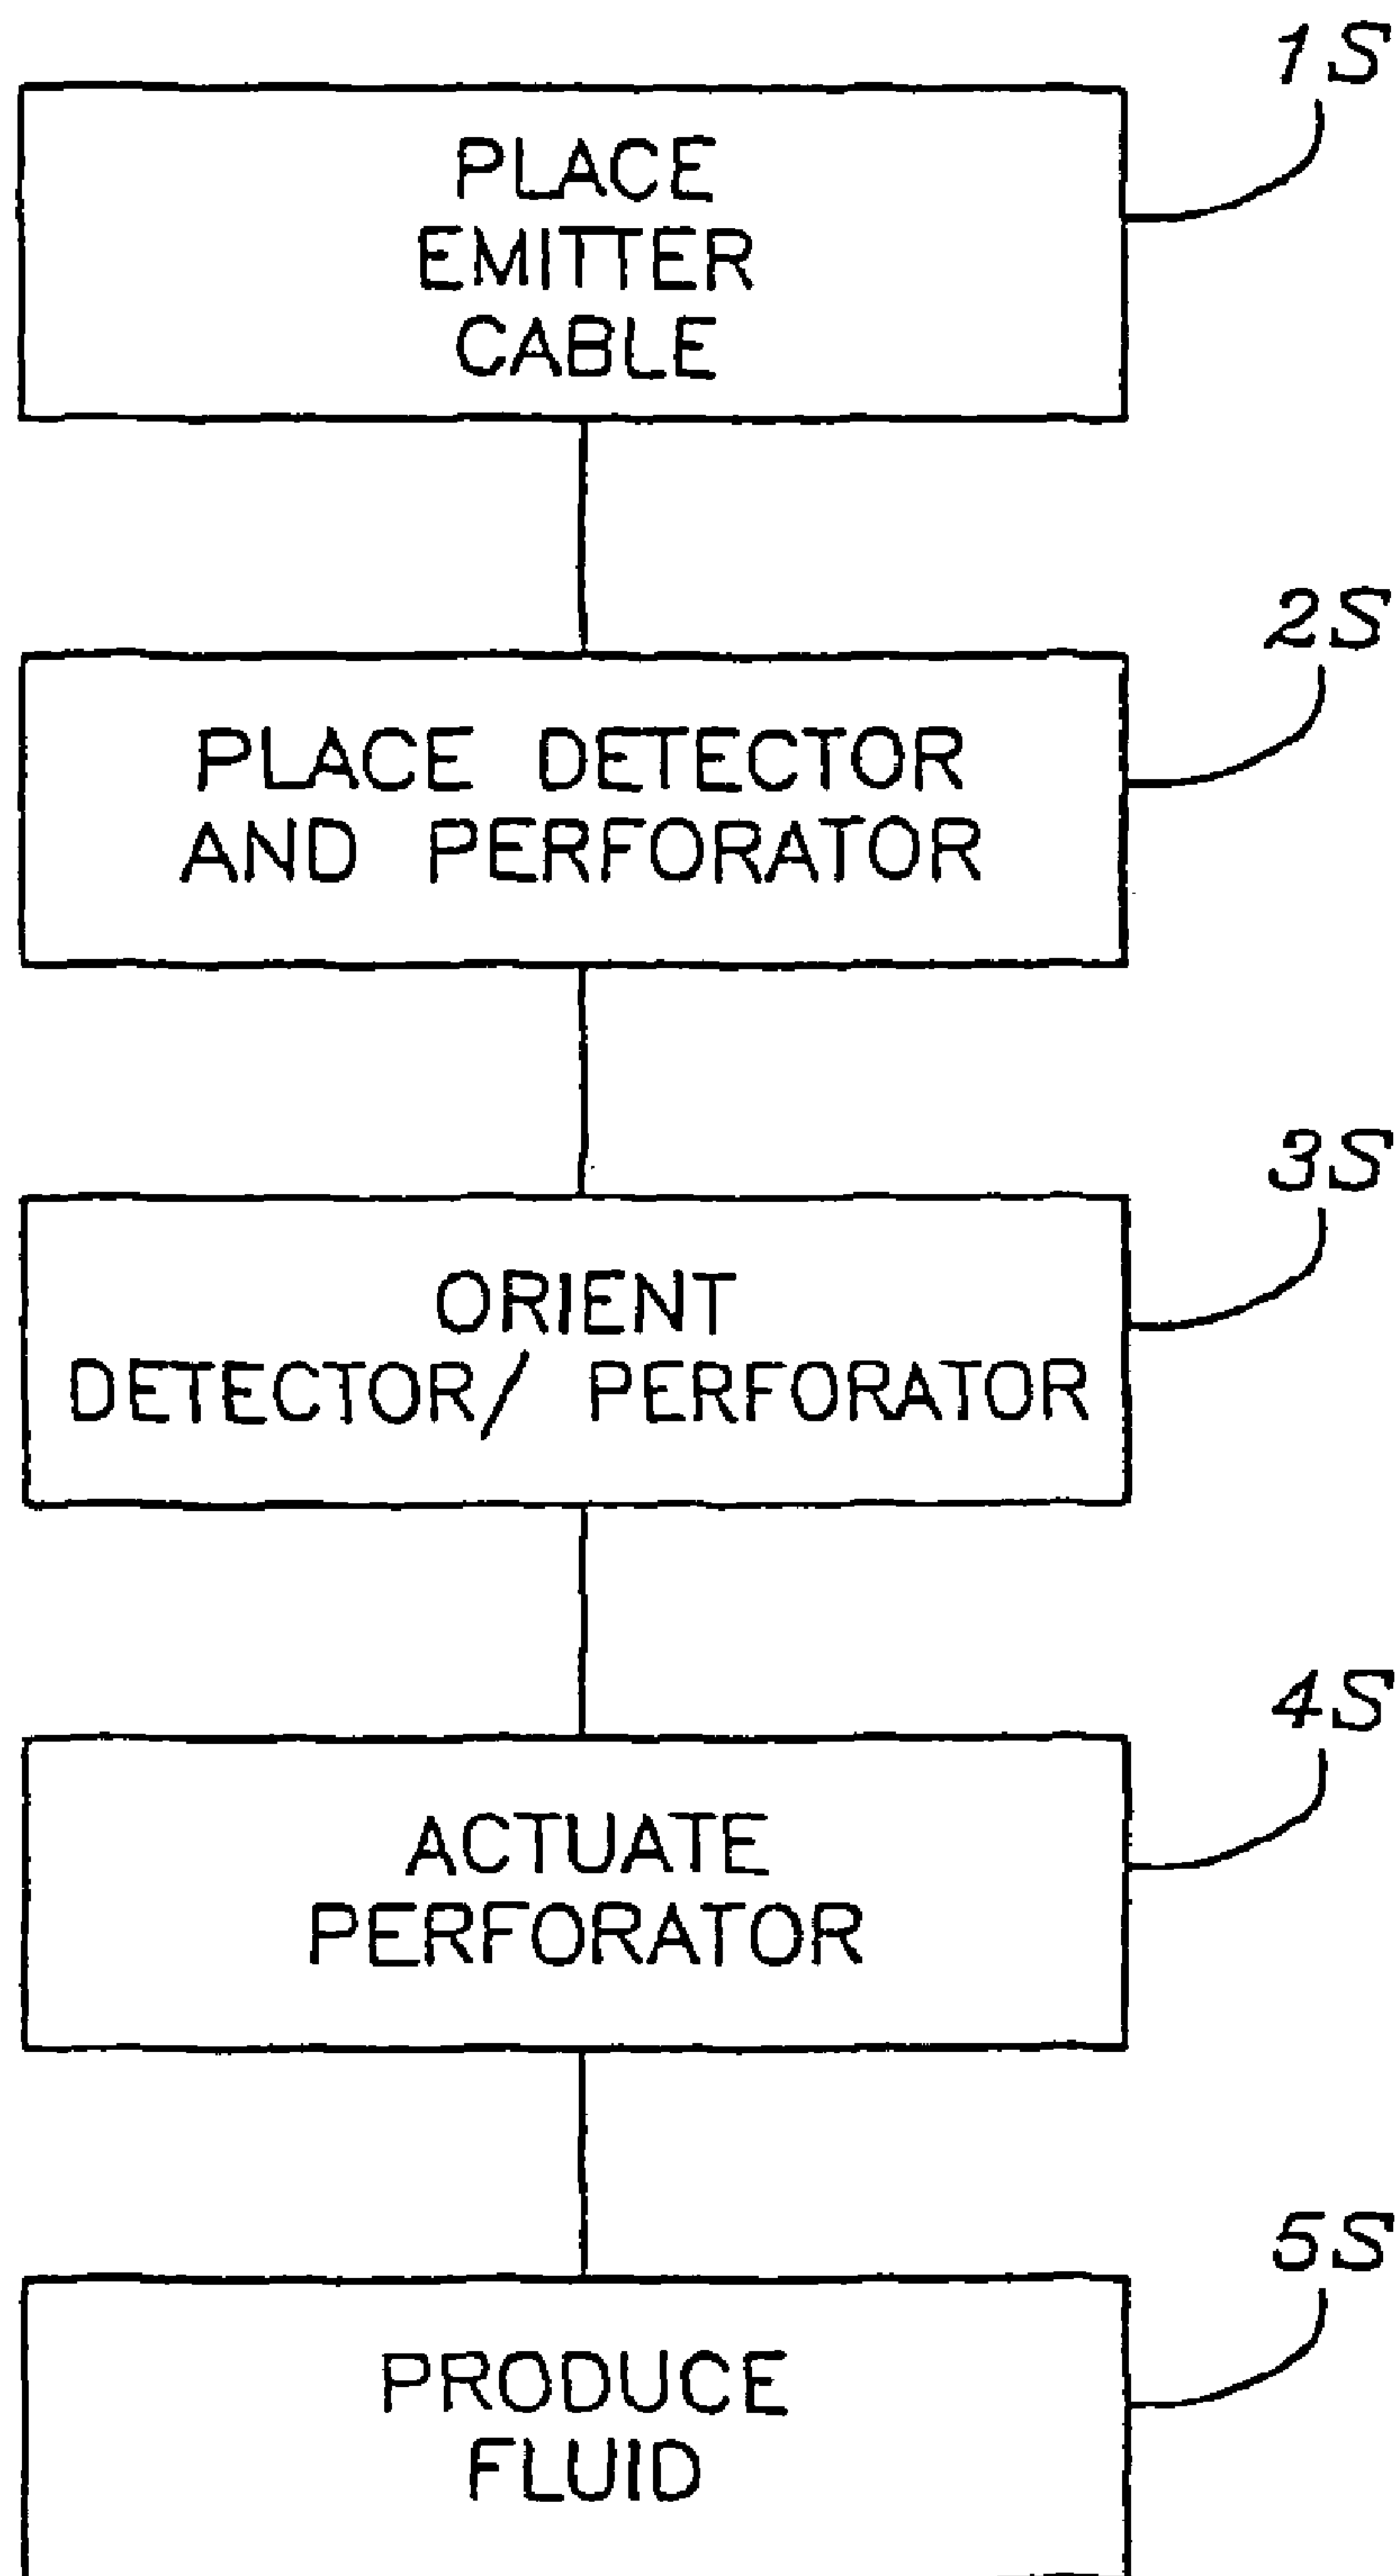 1S
PLACE
EMITTER
CABLE
2S
PLACE DETECTOR
AND PERFORATOR
3S
ORIENT
DETECTOR/ PERFORATOR
4S
ACTUATE
PERFORATOR
5S
PRODUCE
FLUID